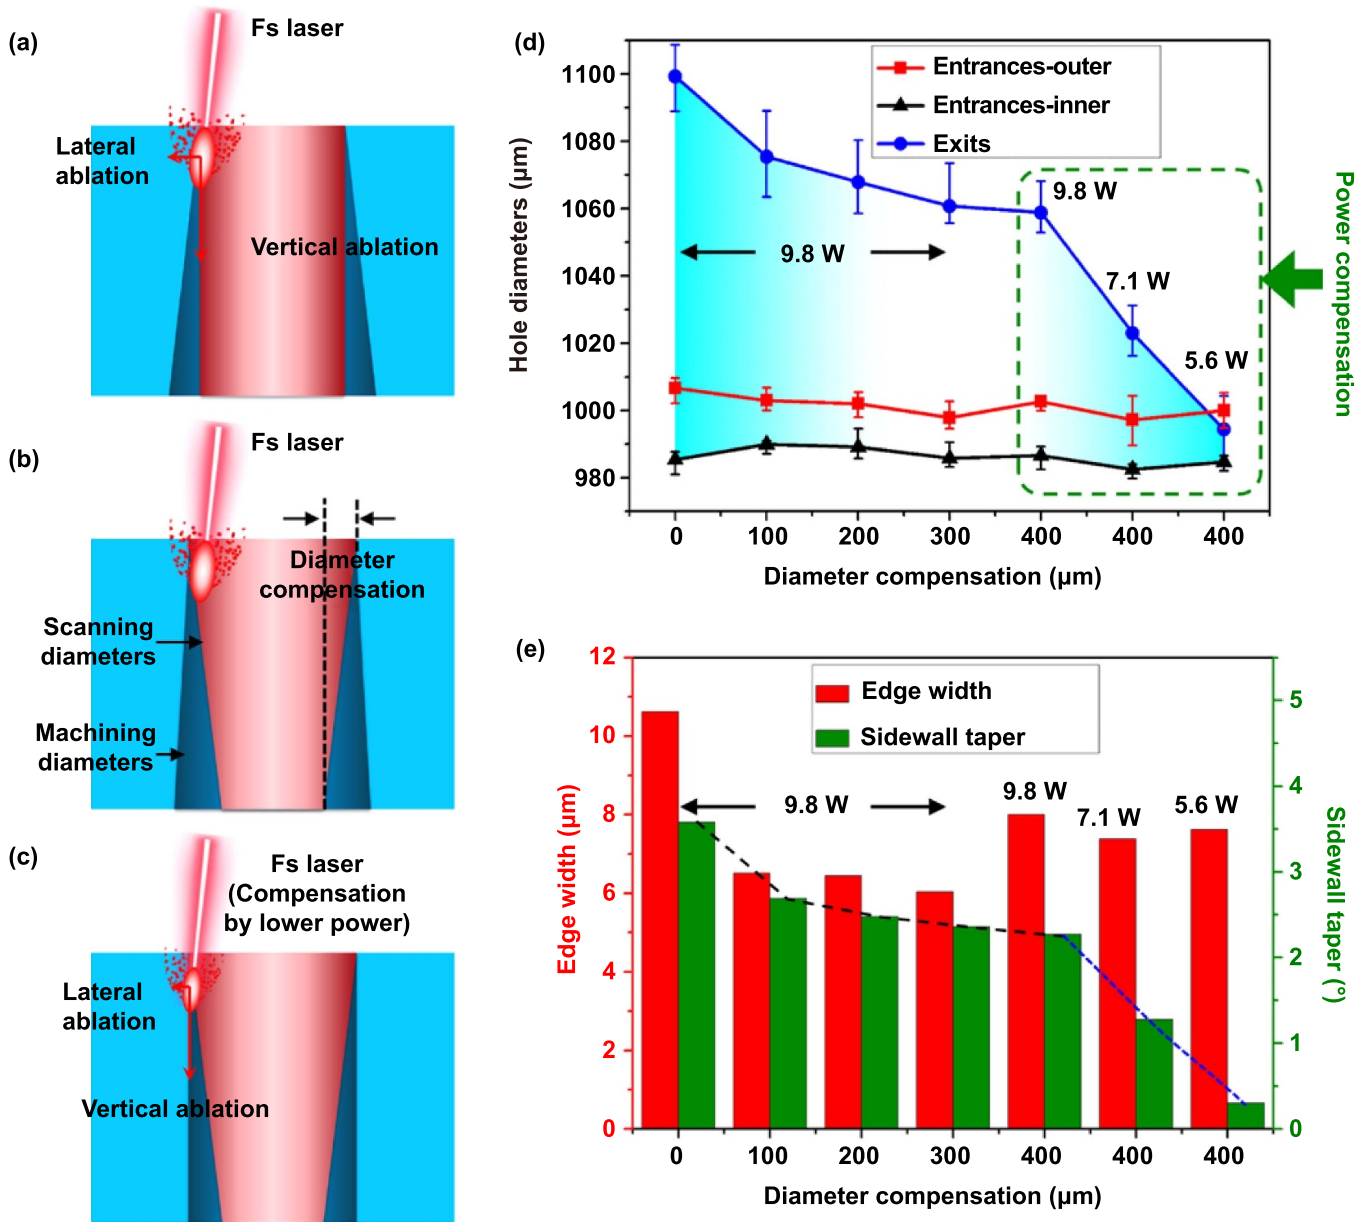 (a)
Fs laser
Lateral
ablation
Vertical ablation
(b)
Fs laser
Diameter
compensation
Scanning
diameters
Machining
diameters
(c)
Fs laser
(Compensation
by lower power)
Lateral
ablation
Vertical ablation
(d)
Entrances-outer
Entrances-inner
Exits
9.8 W
9.8 W
7.1 W
5.6 W
Power compensation
Hole diameters (μm)
1100
1080
1060
1040
1020
1000
980
0 100 200 300 400 400 400
Diameter compensation (μm)
(e)
Edge width
Sidewall taper
9.8 W
9.8 W
7.1 W
5.6 W
Edge width (μm)
12
10
8
6
4
2
0
Sidewall taper (°)
5
4
3
2
1
0
0 100 200 300 400 400 400
Diameter compensation (μm)